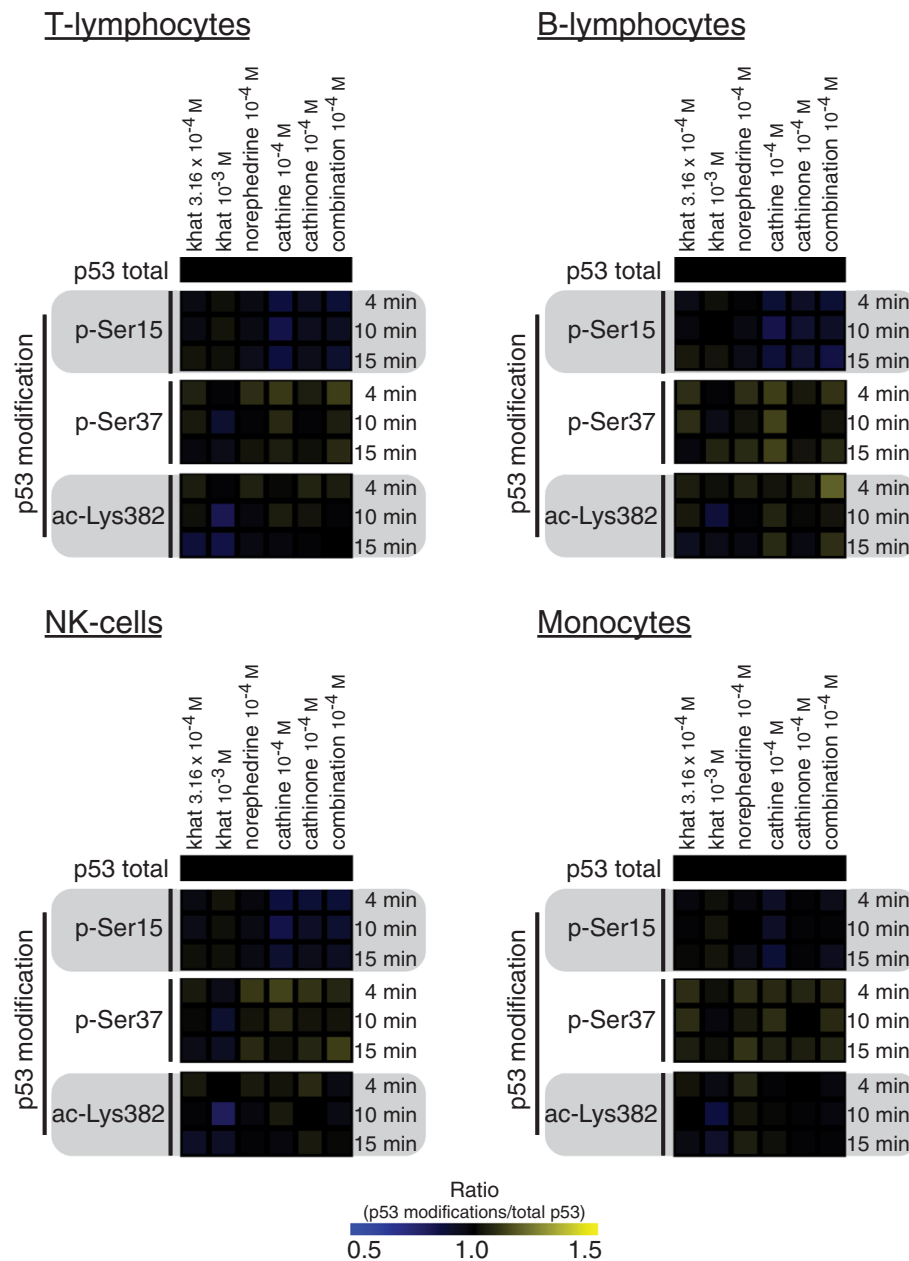 T-lymphocytes
khat 3.16 x 10⁻⁴ M
khat 10⁻³ M
norephedrine 10⁻⁴ M
cathine 10⁻⁴ M
cathinone 10⁻⁴ M
combination 10⁻⁴ M
p53 total
p53 modification
p-Ser15
4 min
10 min
15 min
p-Ser37
4 min
10 min
15 min
ac-Lys382
4 min
10 min
15 min
B-lymphocytes
khat 3.16 x 10⁻⁴ M
khat 10⁻³ M
norephedrine 10⁻⁴ M
cathine 10⁻⁴ M
cathinone 10⁻⁴ M
combination 10⁻⁴ M
p53 total
p53 modification
p-Ser15
4 min
10 min
15 min
p-Ser37
4 min
10 min
15 min
ac-Lys382
4 min
10 min
15 min
NK-cells
khat 3.16 x 10⁻⁴ M
khat 10⁻³ M
norephedrine 10⁻⁴ M
cathine 10⁻⁴ M
cathinone 10⁻⁴ M
combination 10⁻⁴ M
p53 total
p53 modification
p-Ser15
4 min
10 min
15 min
p-Ser37
4 min
10 min
15 min
ac-Lys382
4 min
10 min
15 min
Monocytes
khat 3.16 x 10⁻⁴ M
khat 10⁻³ M
norephedrine 10⁻⁴ M
cathine 10⁻⁴ M
cathinone 10⁻⁴ M
combination 10⁻⁴ M
p53 total
p53 modification
p-Ser15
4 min
10 min
15 min
p-Ser37
4 min
10 min
15 min
ac-Lys382
4 min
10 min
15 min
Ratio
(p53 modifications/total p53)
0.5 1.0 1.5